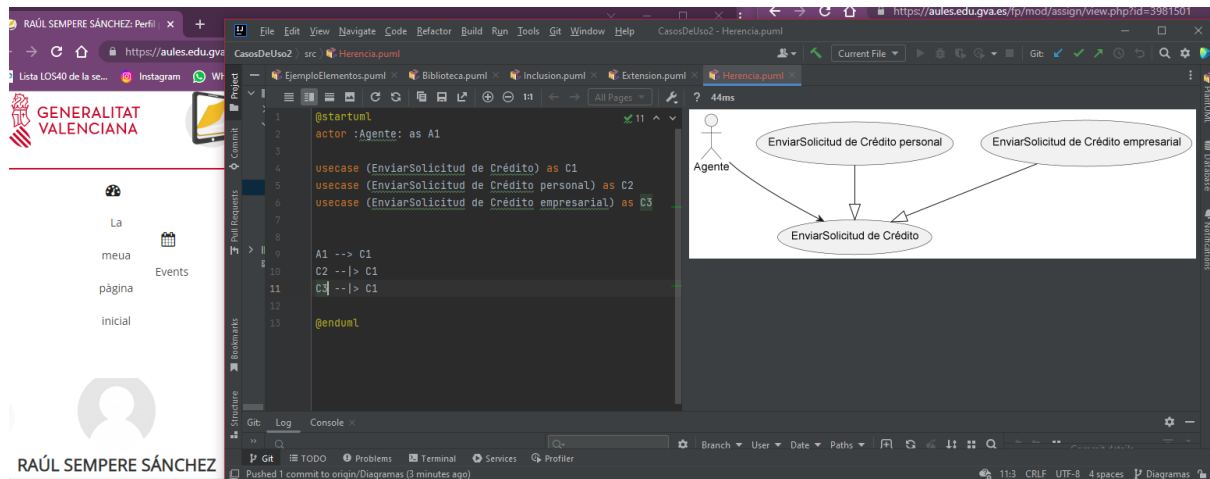 RAÚL SEMPERE SÁNCHEZ: Perfil
https://aules.edu.gva.es/fp/mod/assign/view.php?id=3981501
File Edit View Navigate Code Refactor Build Run Tools Git Window Help CasosDeUso2 - Herencia.puml
https://aules.edu.gva
CasosDeUso2 src Herencia.puml
Current File
Git:
Lista LOS40 de la se... Instagram Wh
Project
EjemploElementos.puml Biblioteca.puml Inclusion.puml Extension.puml Herencia.puml
1:1 All Pages ? 44ms
GENERALITAT
VALENCIANA
La
meua
pàgina
inicial
Events
RAÚL SEMPERE SÁNCHEZ
Commit
Pull Requests
Bookmarks
Structure
1 @startuml
11
2 actor :Agente: as A1
3
4 usecase (EnviarSolicitud de Crédito) as C1
5 usecase (EnviarSolicitud de Crédito personal) as C2
6 usecase (EnviarSolicitud de Crédito empresarial) as C3
7
8
9 A1 --> C1
10 C2 --|> C1
11 C3 --|> C1
12
13 @enduml
EnviarSolicitud de Crédito personal
EnviarSolicitud de Crédito empresarial
Agente
EnviarSolicitud de Crédito
PlantUML
Database
Notifications
Git: Log Console
Branch User Date Paths
Commit details
Git TODO Problems Terminal Services Profiler
Pushed 1 commit to origin/Diagramas (3 minutes ago)
11:3 CRLF UTF-8 4 spaces Diagramas